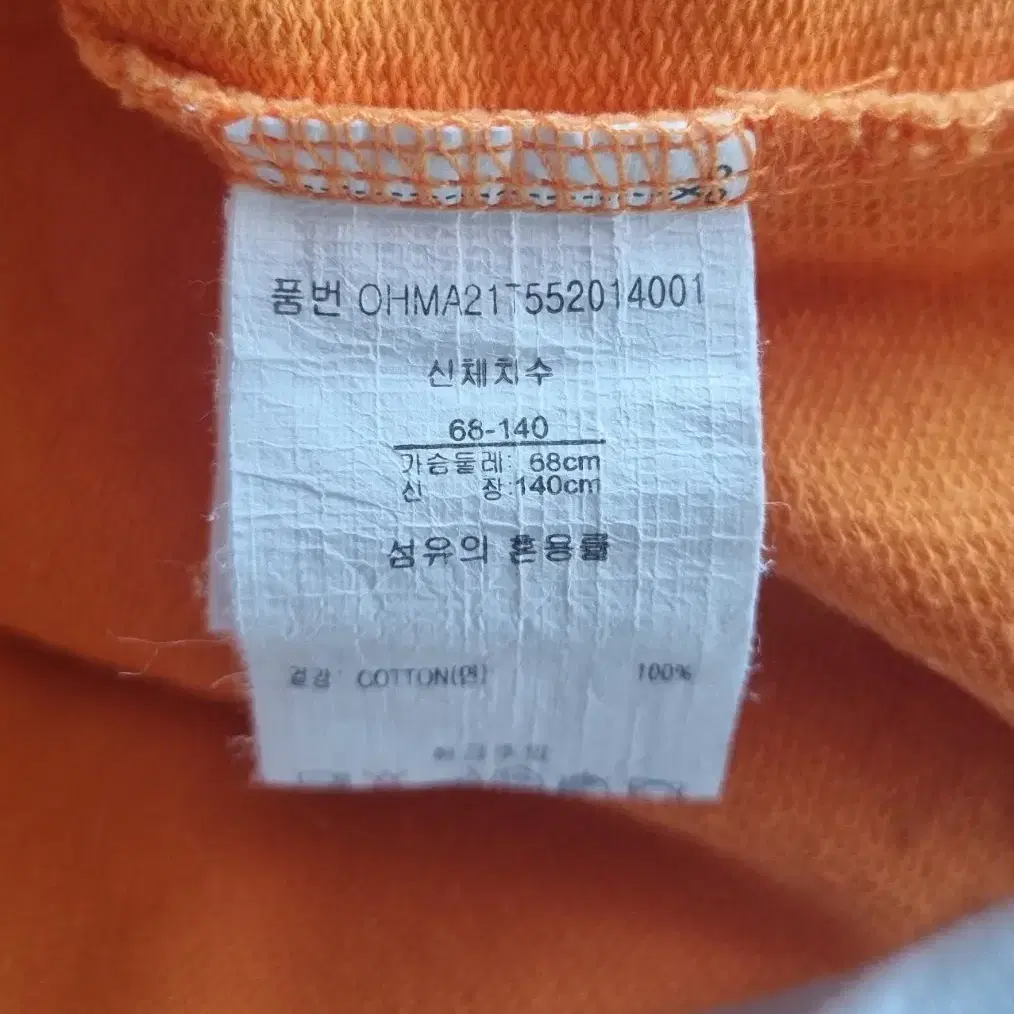 품번 OHMA21T552014001
신체치수
68-140
가슴둘레: 68cm
신 장:140cm
섬유의 혼용률
겉감: COTTON(면) 100%